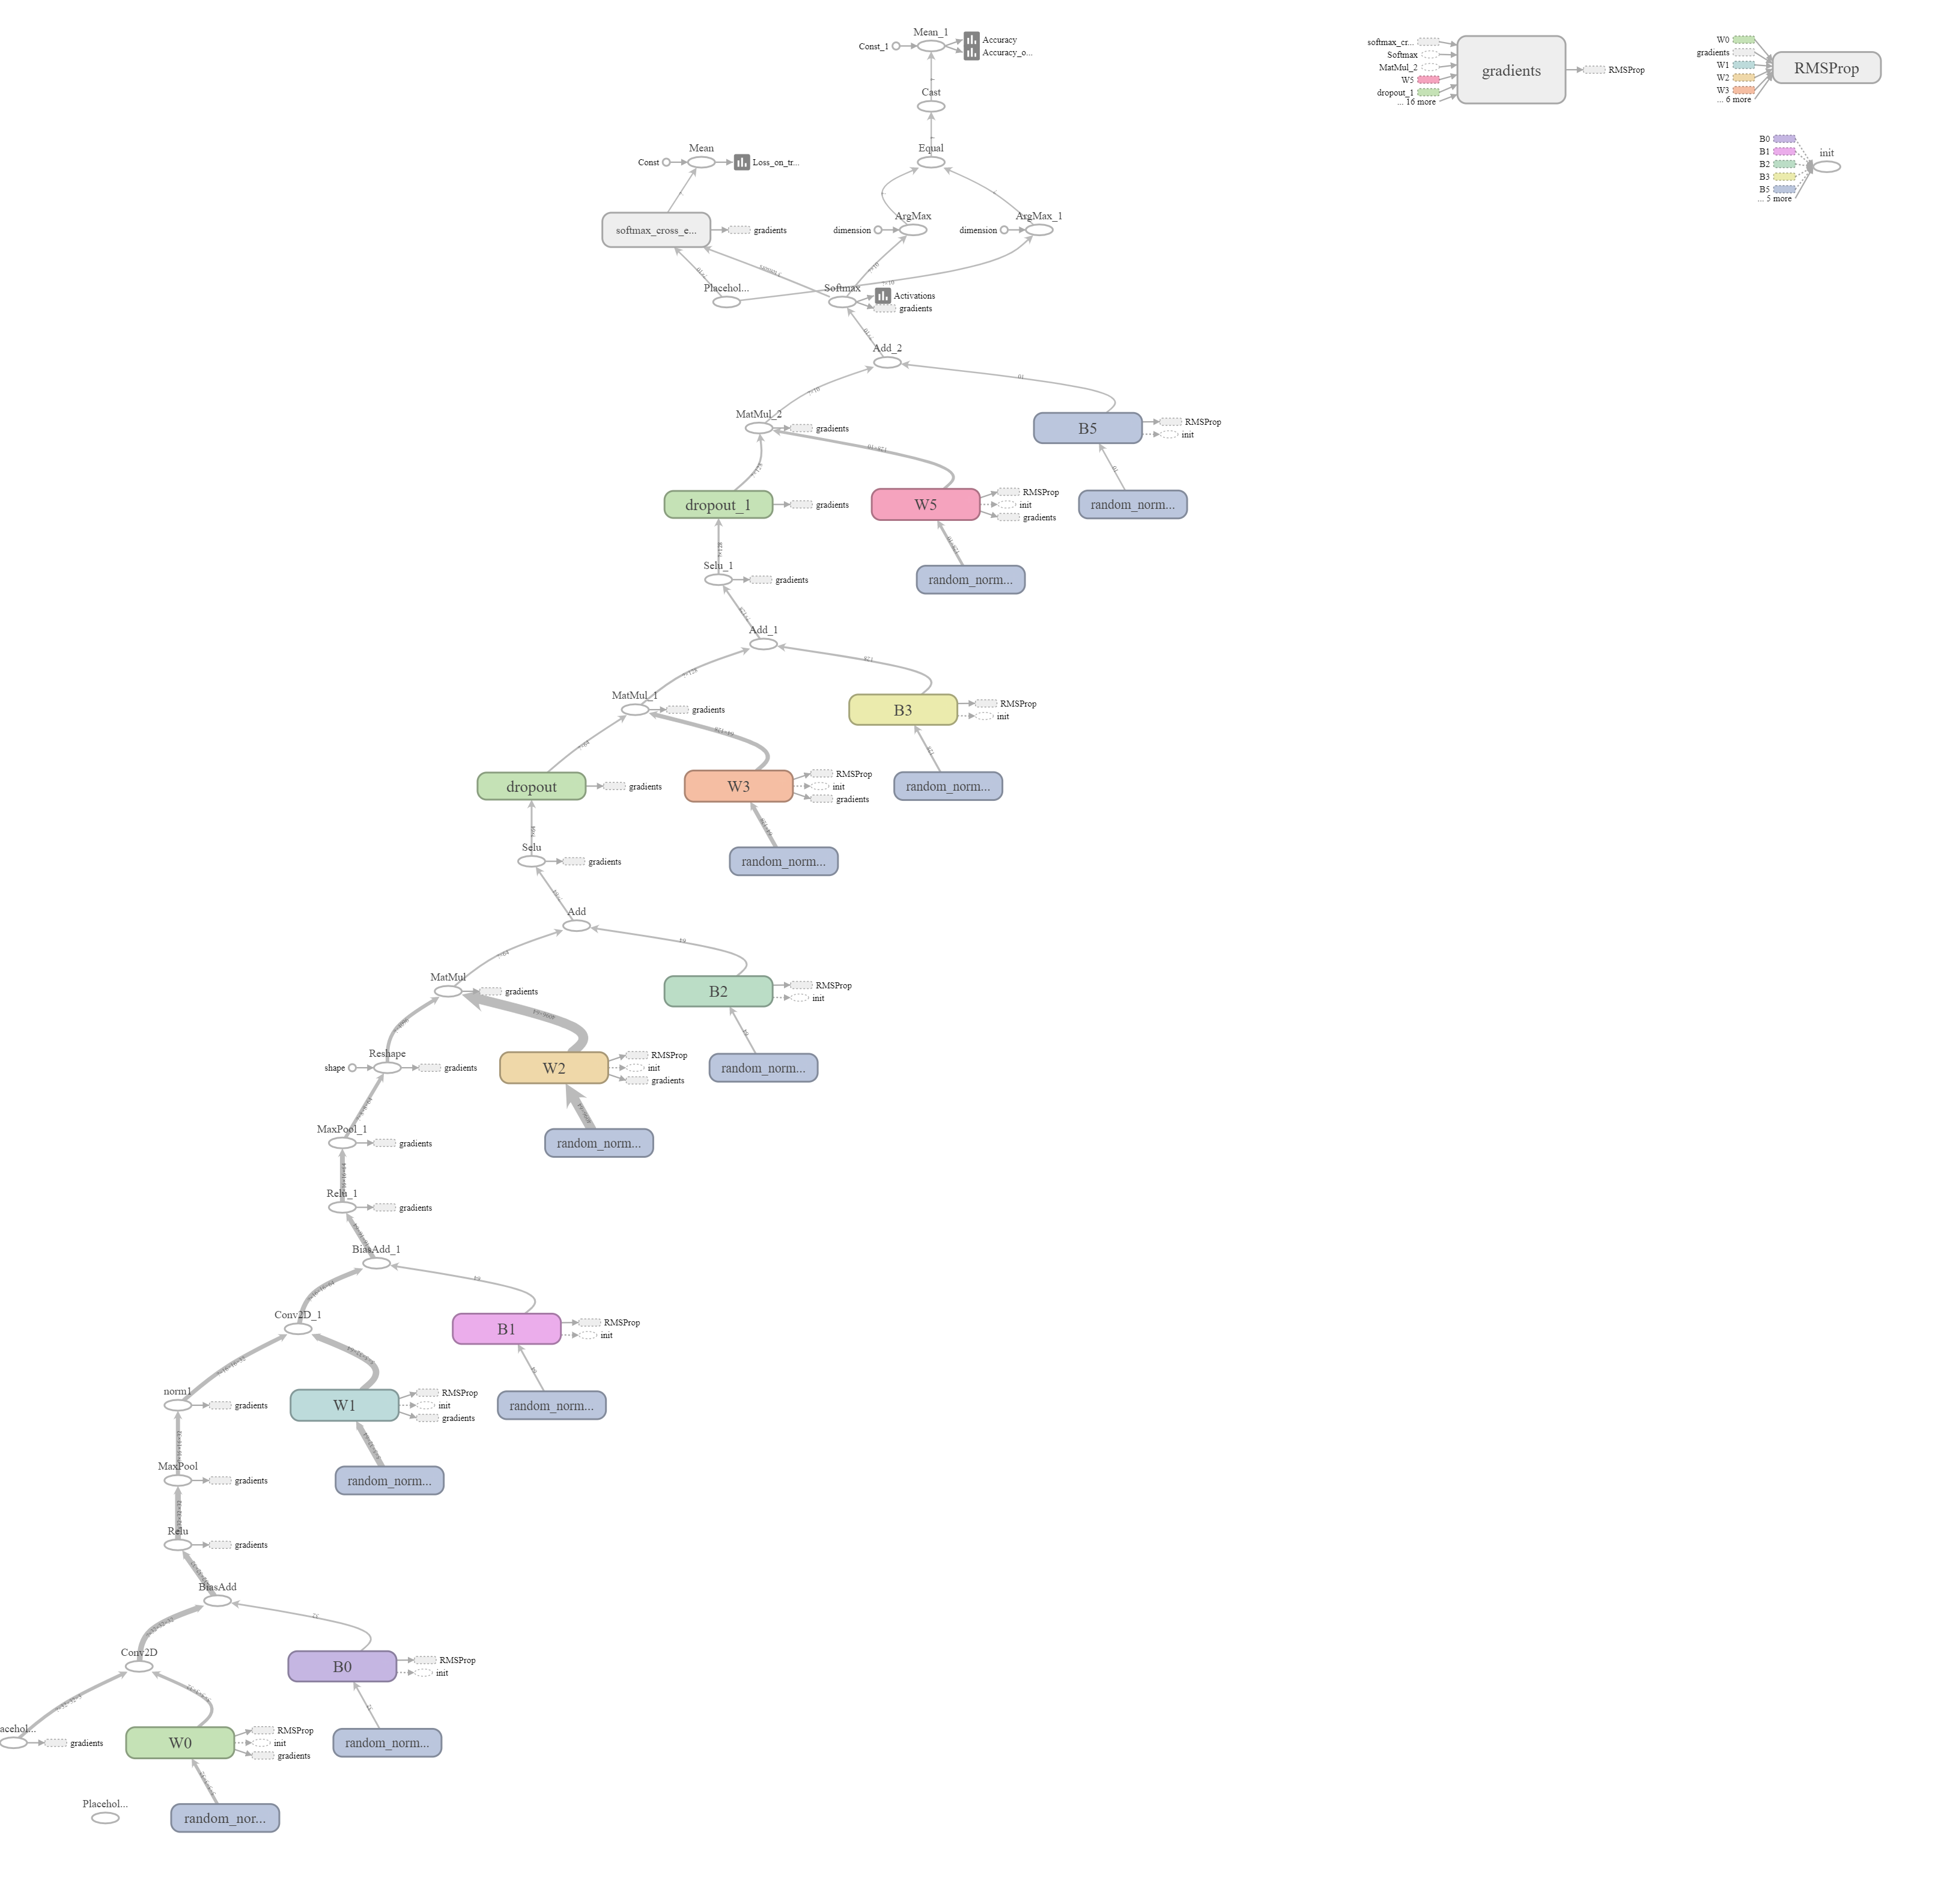 Mean_1
Const_1
Accuracy
Accuracy_o...
Cast
Equal
Mean
Const
Loss_on_tr...
ArgMax
dimension
ArgMax_1
dimension
softmax_cross_e...
gradients
Placehol...
Softmax
Activations
gradients
Add_2
MatMul_2
gradients
B5
RMSProp
init
dropout_1
gradients
W5
RMSProp
init
gradients
random_norm...
Selu_1
gradients
random_norm...
Add_1
MatMul_1
gradients
B3
RMSProp
init
dropout
gradients
W3
RMSProp
init
gradients
random_norm...
Selu
gradients
random_norm...
Add
MatMul
gradients
B2
RMSProp
init
Reshape
shape
gradients
W2
RMSProp
init
gradients
random_norm...
MaxPool_1
gradients
random_norm...
Relu_1
gradients
BiasAdd_1
Conv2D_1
B1
RMSProp
init
norm1
gradients
W1
RMSProp
init
gradients
random_norm...
MaxPool
gradients
random_norm...
Relu
gradients
BiasAdd
Conv2D
B0
RMSProp
init
acehol...
gradients
W0
RMSProp
init
gradients
random_norm...
Placehol...
random_nor...
softmax_cr...
Softmax
MatMul_2
W5
dropout_1
... 16 more
gradients
RMSProp
W0
gradients
W1
W2
W3
... 6 more
RMSProp
B0
B1
B2
B3
B5
... 5 more
init